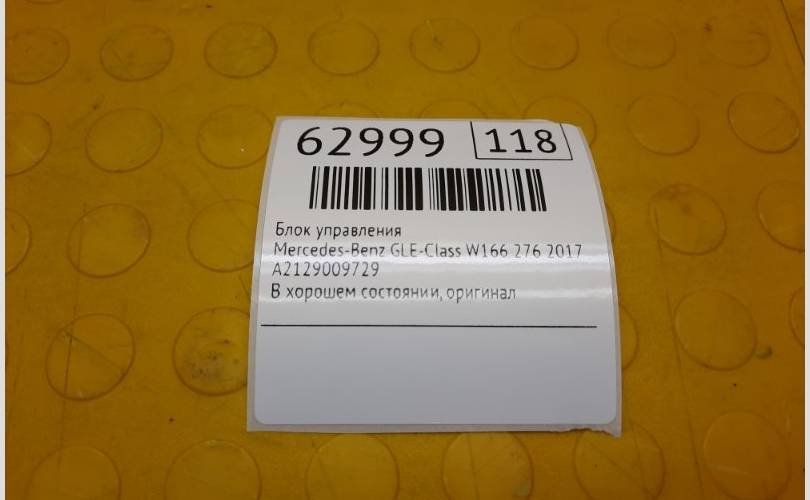 62999 118
Блок управления
Mercedes-Benz GLE-Class W166 276 2017
A2129009729
В хорошем состоянии, оригинал